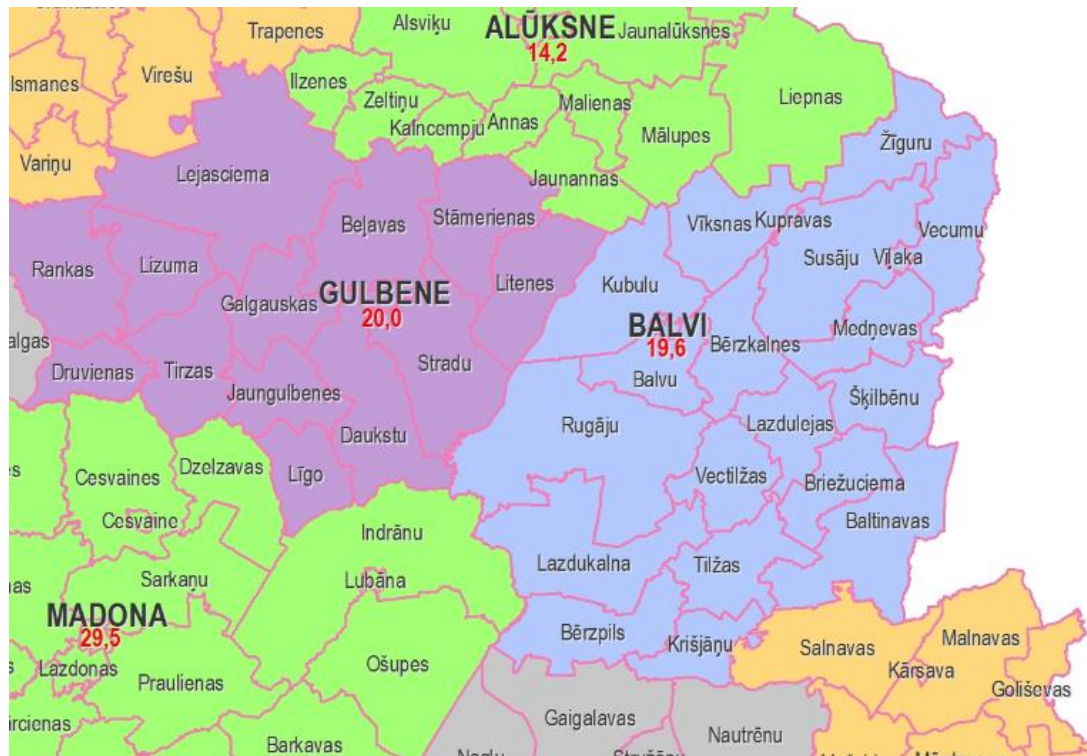 Alsviķu
ALŪKSNE
14,2
Jaunalūksnes
Trapenes
Virešu
Ilzenes
Zeltiņu
Kalncempju
Annas
Malienas
Mālupes
Liepnas
Žīguru
Variņu
Lejasciema
Jaunannas
Beļavas
Stāmerienas
Vīksnas
Kupravas
Vecumu
Rankas
Lizuma
Susāju
Viļaka
Galgauskas
GULBENE
20,0
Litenes
Kubulu
BALVI
19,6
Medņevas
Bērzkalnes
Druvienas
Tirzas
Stradu
Balvu
Jaungulbenes
Šķilbēnu
Rugāju
Lazdulejas
Daukstu
Cesvaines
Dzelzavas
Līgo
Vectilžas
Briežuciema
Cesvaine
Indrānu
Baltinavas
Sarkaņu
Lubāna
Lazdukalna
Tilžas
MADONA
29,5
Bērzpils
Krišjāņu
Salnavas
Malnavas
Lazdonas
Praulienas
Ošupes
Kārsava
Goliševas
Gaigalavas
Nautrēnu
Barkavas